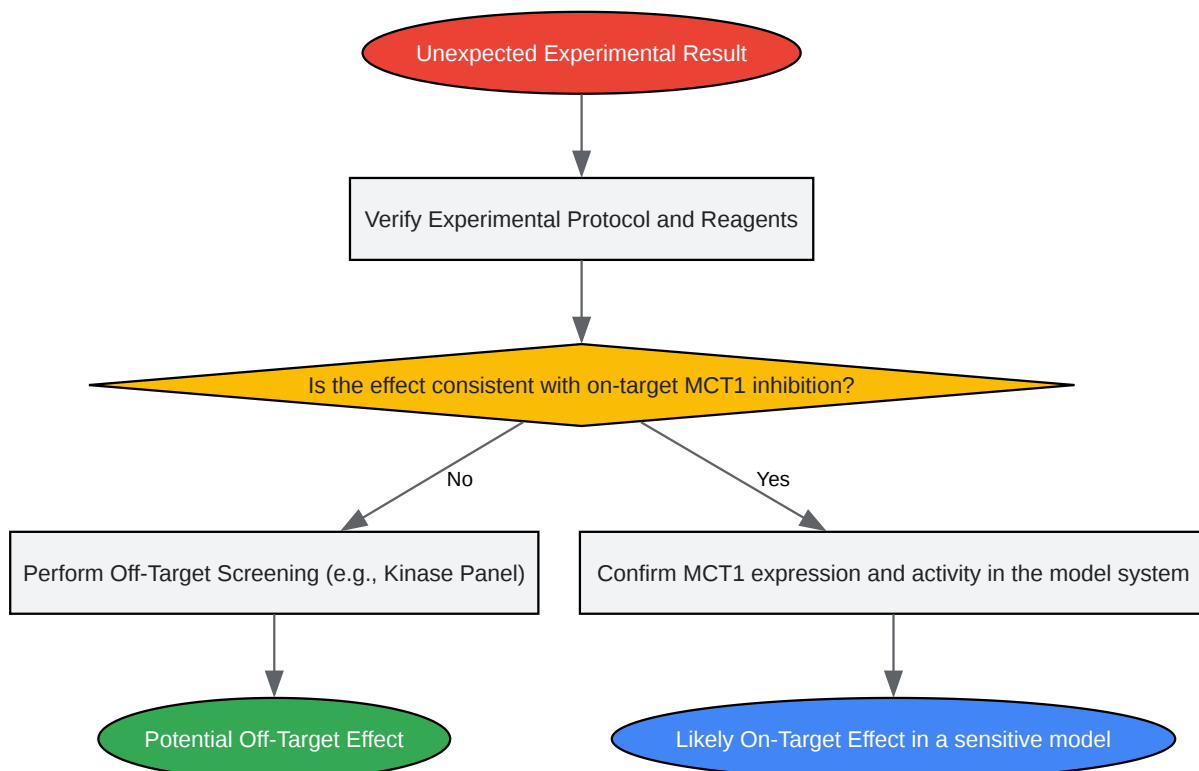 Unexpected Experimental Result
Verify Experimental Protocol and Reagents
Is the effect consistent with on-target MCT1 inhibition?
No
Yes
Perform Off-Target Screening (e.g., Kinase Panel)
Confirm MCT1 expression and activity in the model system
Potential Off-Target Effect
Likely On-Target Effect in a sensitive model